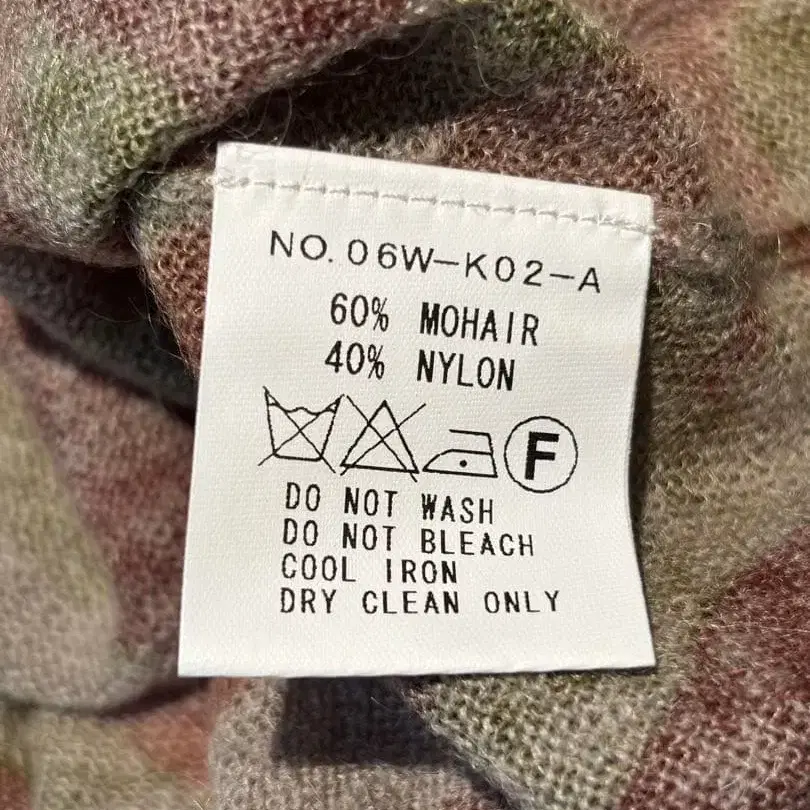 NO. 06W-K02-A
60% MOHAIR
40% NYLON
F
DO NOT WASH
DO NOT BLEACH
COOL IRON
DRY CLEAN ONLY